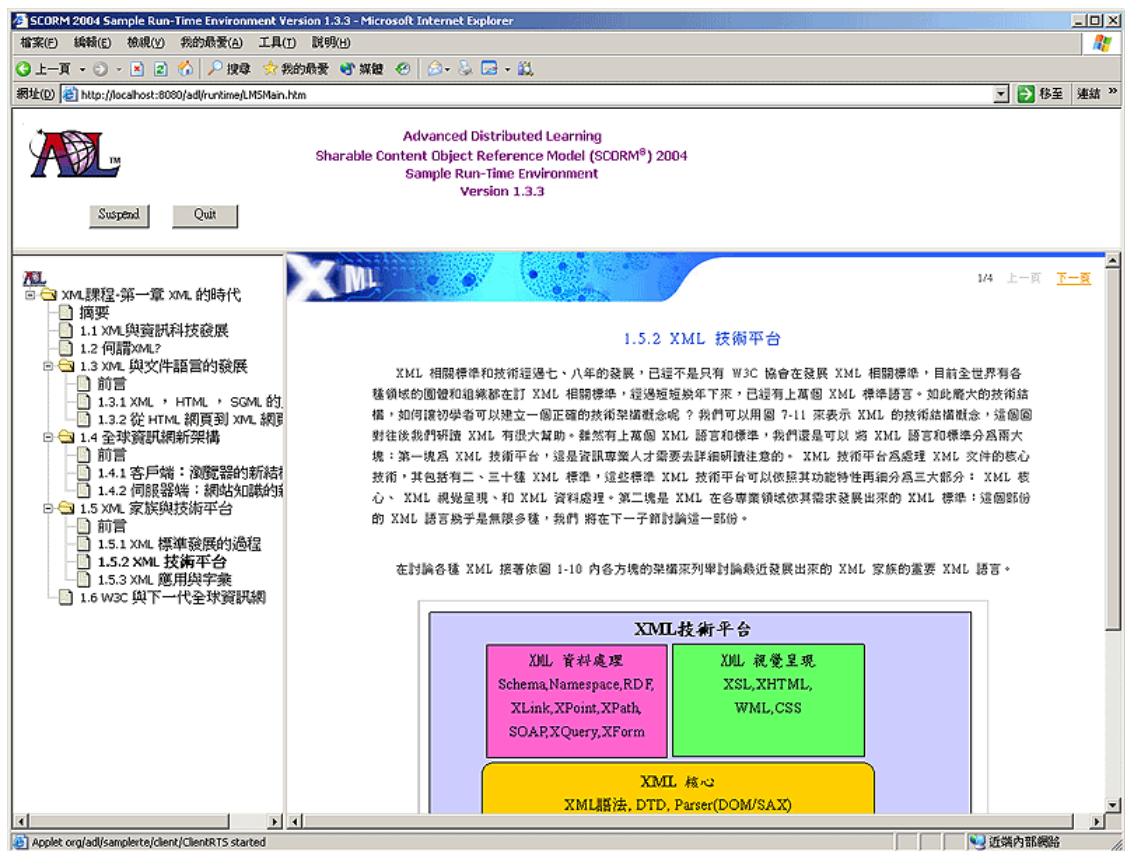 SCORM 2004 Sample Run-Time Environment Version 1.3.3 - Microsoft Internet Explorer
檔案(F) 編輯(E) 檢視(V) 我的最愛(A) 工具(T) 說明(H)
上一頁 搜尋 我的最愛 媒體
網址(D) http://localhost:8080/adl/runtime/LMSMain.htm 移至 連結 »
ADL TM
Advanced Distributed Learning
Sharable Content Object Reference Model (SCORM®) 2004
Sample Run-Time Environment
Version 1.3.3
Suspend Quit
ADL
XML課程-第一章 XML 的時代
摘要
1.1 XML與資訊科技發展
1.2 何謂XML?
1.3 XML 與文件語言的發展
前言
1.3.1 XML , HTML , SGML 的
1.3.2 從 HTML 網頁到 XML 網頁
1.4 全球資訊網新架構
前言
1.4.1 客戶端:瀏覽器的新結構
1.4.2 伺服器端:網站知識的新
1.5 XML 家族與技術平台
前言
1.5.1 XML 標準發展的過程
1.5.2 XML 技術平台
1.5.3 XML 應用與字彙
1.6 W3C 與下一代全球資訊網
XML
1/4 上一頁 下一頁
1.5.2 XML 技術平台
XML 相關標準和技術經過七、八年的發展,已經不是只有 W3C 協會在發展 XML 相關標準,目前全世界有各
種領域的團體和組織都在訂 XML 相關標準,經過短短幾年下來,已經有上萬個 XML 標準語言。如此龐大的技術結
構,如何讓初學者可以建立一個正確的技術架構概念呢?我們可以用圖 7-11 來表示 XML 的技術結構概念,這個圖
對往後我們研讀 XML 有很大幫助。雖然有上萬個 XML 語言和標準,我們還是可以 將 XML 語言和標準分為兩大
塊:第一塊為 XML 技術平台,這是資訊專業人才需要去詳細研讀注意的。 XML 技術平台為處理 XML 文件的核心
技術,其包括有二、三十種 XML 標準,這些標準 XML 技術平台可以依照其功能特性再細分為三大部分: XML 核
心、 XML 視覺呈現、和 XML 資料處理。第二塊是 XML 在各專業領域依其需求發展出來的 XML 標準:這個部份
的 XML 語言幾乎是無限多種,我們 將在下一子節討論這一部份。
在討論各種 XML 接著依圖 1-10 內各方塊的架構來列舉討論最近發展出來的 XML 家族的重要 XML 語言。
XML技術平台
XML 資料處理
Schema,Namespace,RDF,
XLink,XPoint,XPath,
SOAP,XQuery,XForm
XML 視覺呈現
XSL,XHTML,
WML,CSS
XML 核心
XML語法, DTD, Parser(DOM/SAX)
Applet org/adl/samplerte/client/ClientRTS started 近端內部網路